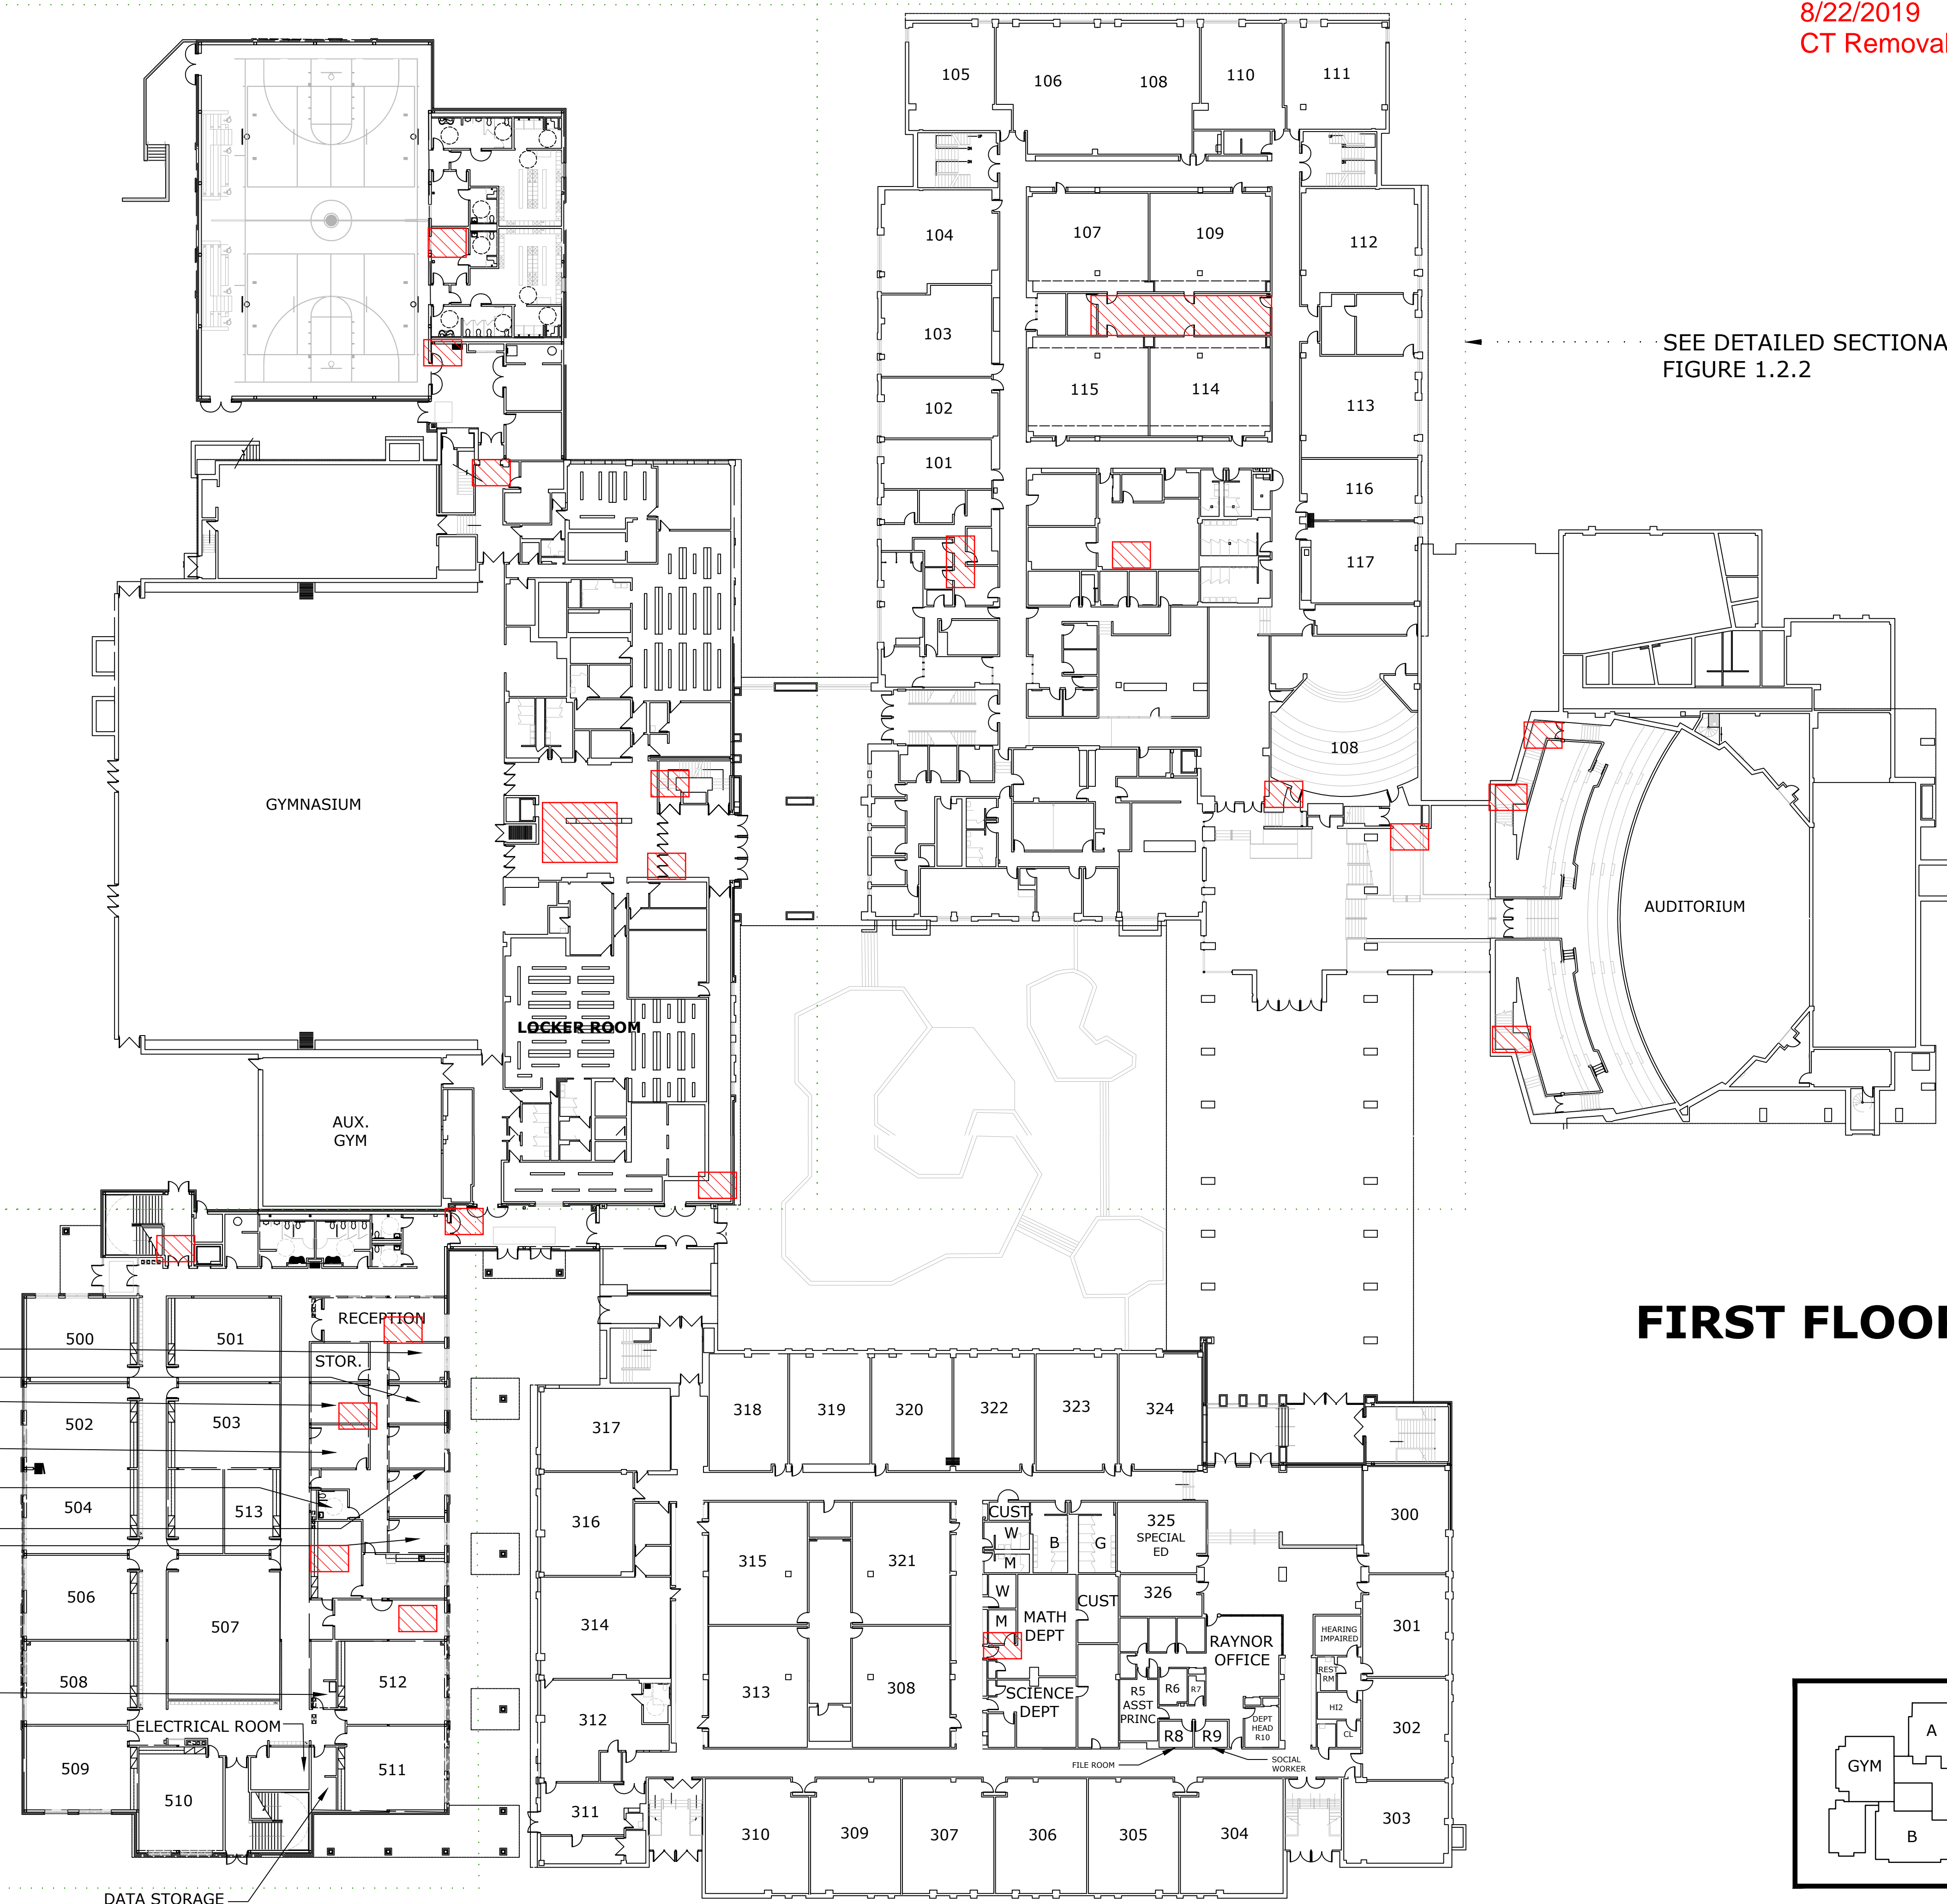 8/22/2019
CT Removal
105
106
108
110
111
104
107
109
112
103
102
115
114
113
101
116
117
SEE DETAILED SECTIONA
FIGURE 1.2.2
108
GYMNASIUM
AUDITORIUM
LOCKER ROOM
AUX.
GYM
FIRST FLOOR
RECEPTION
500
501
STOR.
502
503
504
513
506
507
508
512
ELECTRICAL ROOM
509
510
511
DATA STORAGE
317
318
319
320
322
323
324
316
315
321
CUST
W
M
B
G
325
SPECIAL
ED
300
314
W
M
MATH
DEPT
CUST
326
RAYNOR
OFFICE
HEARING
IMPAIRED
301
313
308
SCIENCE
DEPT
R5
ASST
PRINC
R6
R7
REST
RM
HI2
CL
302
312
R8
R9
DEPT
HEAD
R10
FILE ROOM
SOCIAL
WORKER
311
310
309
307
306
305
304
303
A
GYM
B